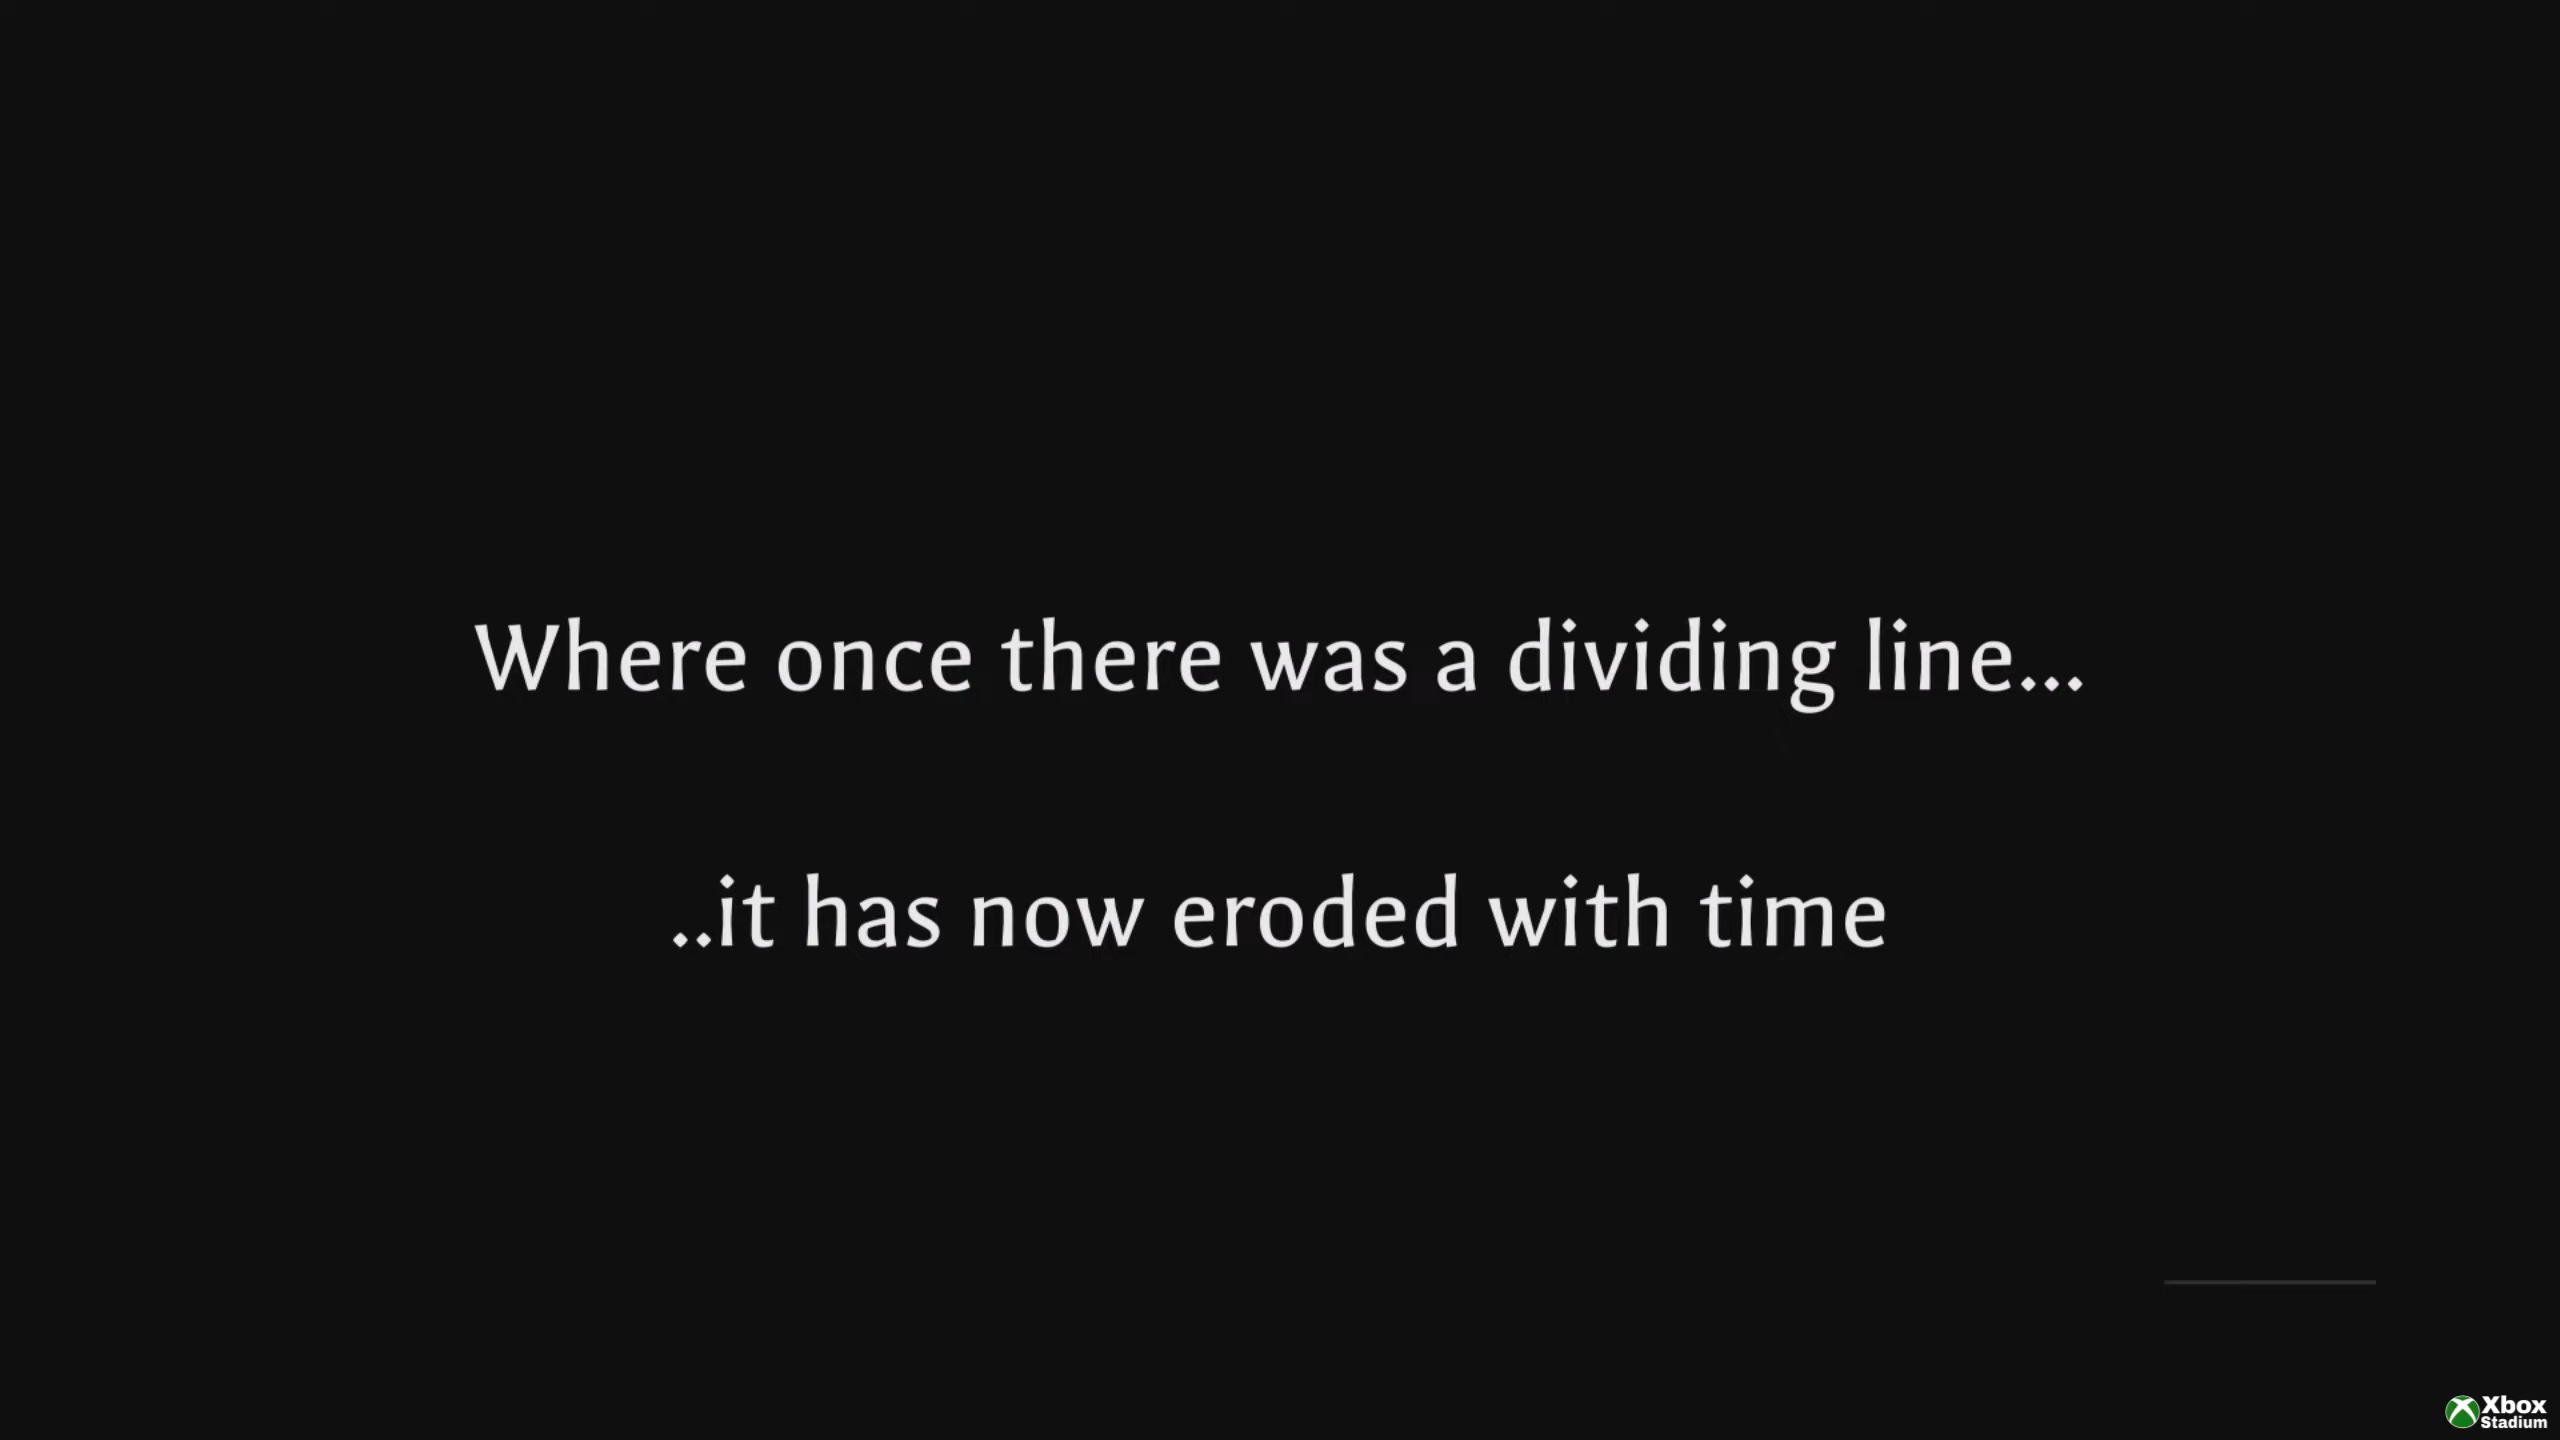 Where once there was a dividing line...
..it has now eroded with time
Xbox
Stadium